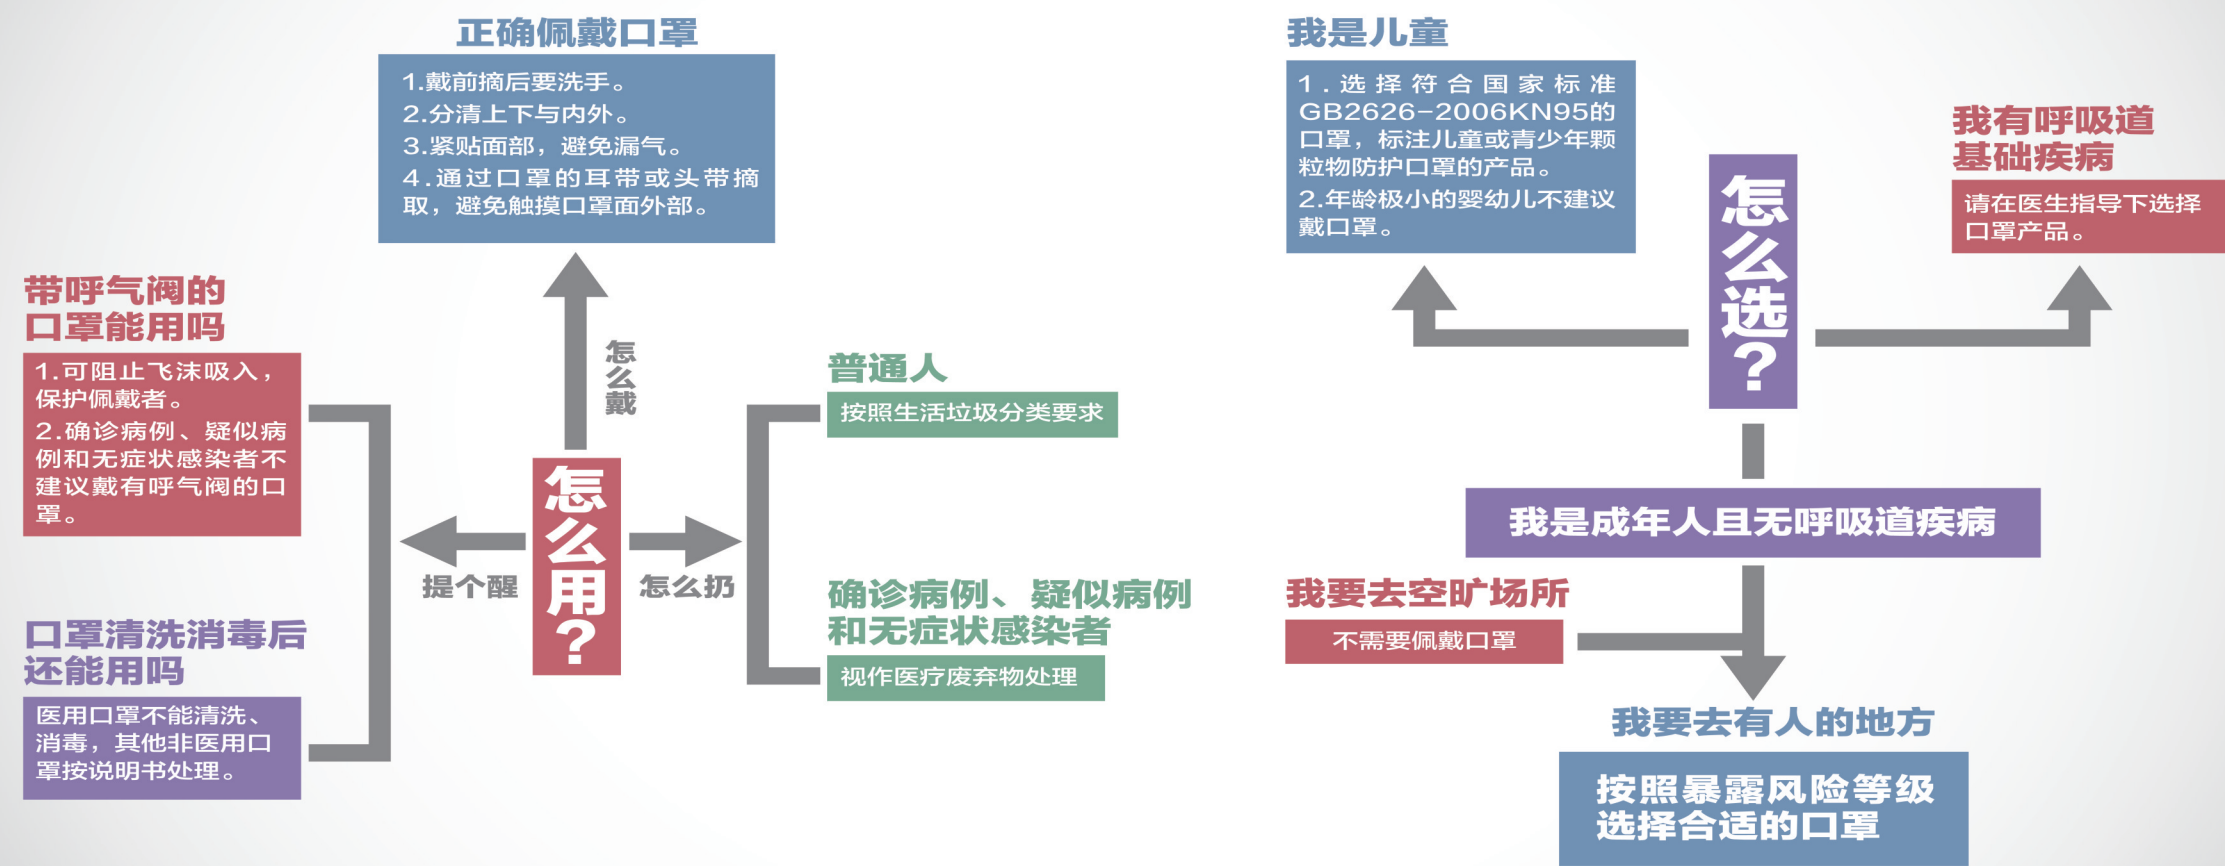 正确佩戴口罩
1.戴前摘后要洗手。
2.分清上下与内外。
3.紧贴面部，避免漏气。
4.通过口罩的耳带或头带摘
取，避免触摸口罩面外部。
带呼气阀的
口罩能用吗
1.可阻止飞沫吸入，
保护佩戴者。
2.确诊病例、疑似病
例和无症状感染者不
建议戴有呼气阀的口
罩。
口罩清洗消毒后
还能用吗
医用口罩不能清洗、
消毒，其他非医用口
罩按说明书处理。
怎么戴
提个醒
怎么用？
怎么扔
普通人
按照生活垃圾分类要求
确诊病例、疑似病例
和无症状感染者
视作医疗废弃物处理
我是儿童
1.选择符合国家标准
GB2626-2006KN95的
口罩，标注儿童或青少年颗
粒物防护口罩的产品。
2.年龄极小的婴幼儿不建议
戴口罩。
怎么选？
我有呼吸道
基础疾病
请在医生指导下选择
口罩产品。
我是成年人且无呼吸道疾病
我要去空旷场所
不需要佩戴口罩
我要去有人的地方
按照暴露风险等级
选择合适的口罩